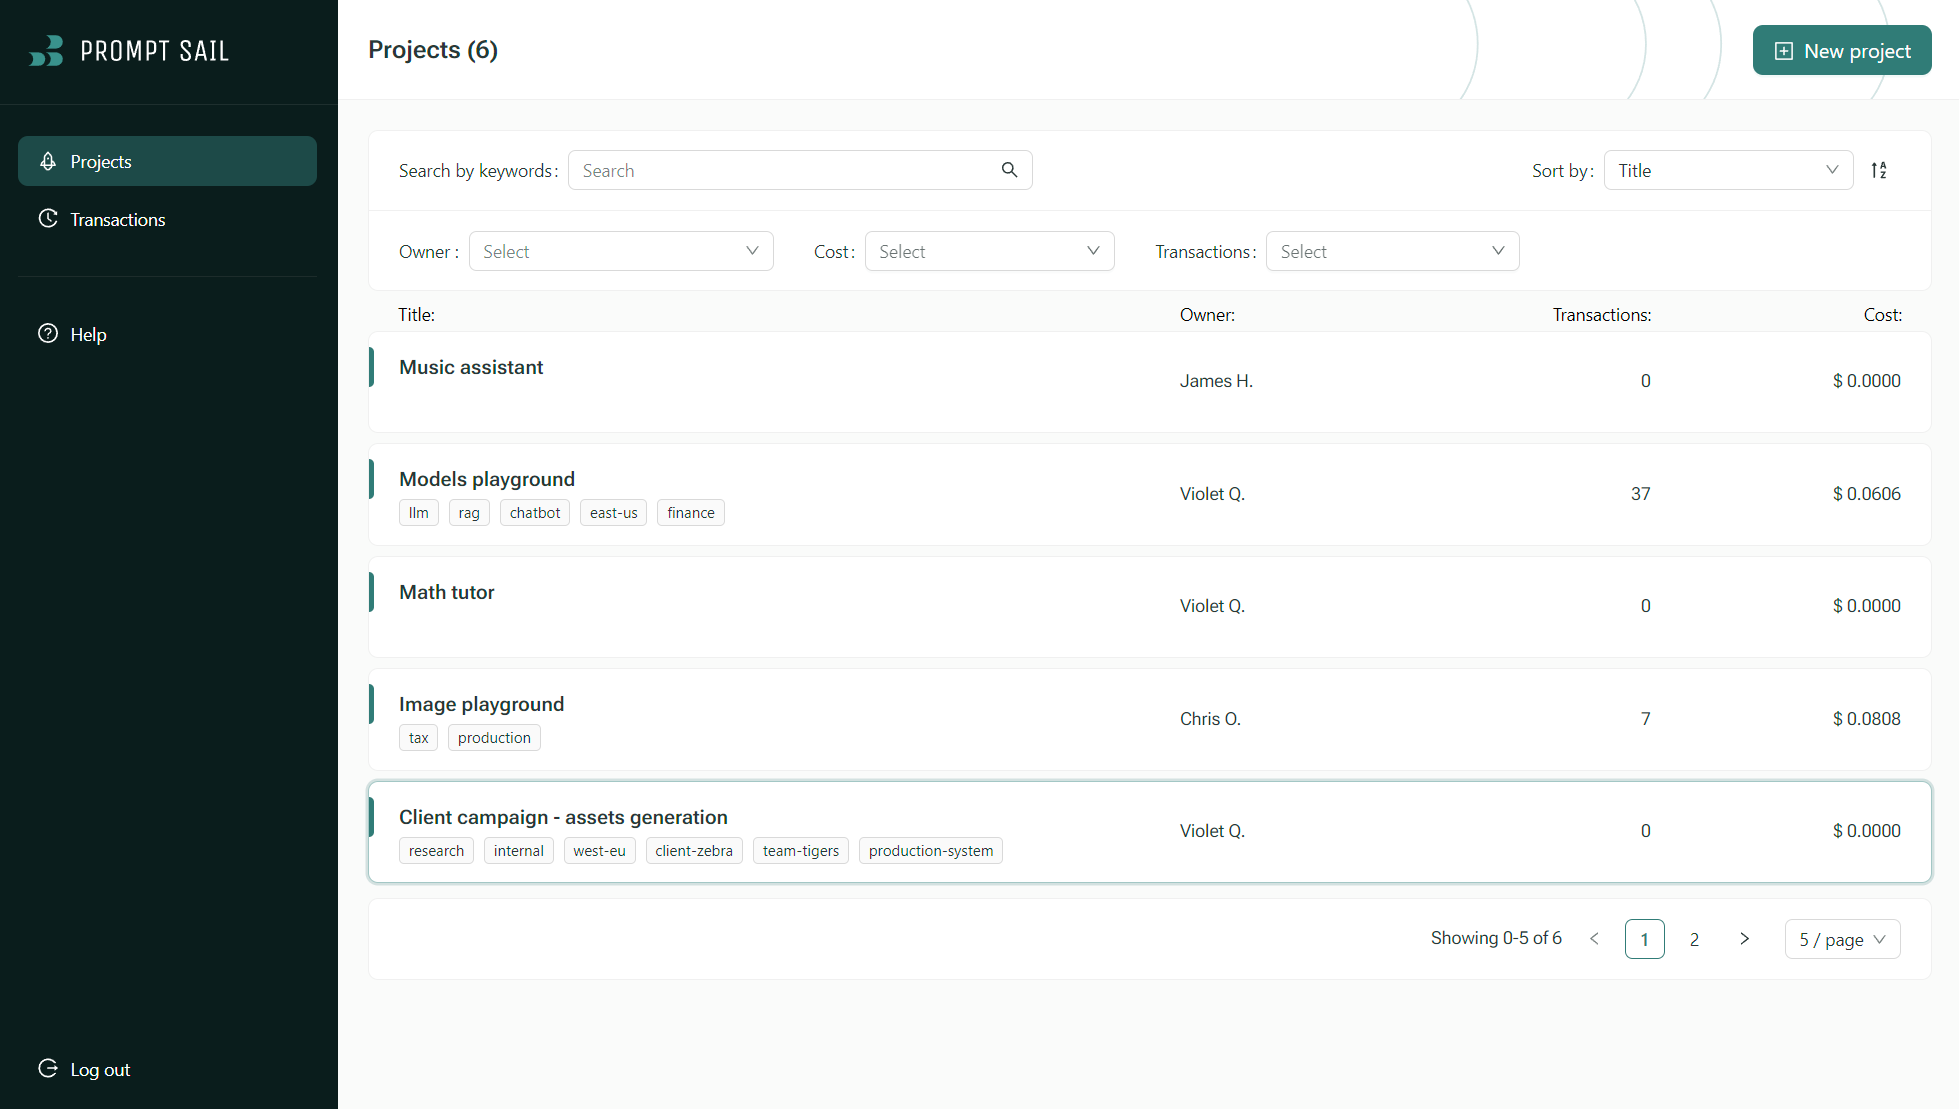 PROMPT SAIL
Projects (6)
New project
Projects
Transactions
Help
Log out
Search by keywords: Search
Sort by: Title
Owner : Select
Cost: Select
Transactions: Select
Title: Owner: Transactions: Cost:
Music assistant
James H. 0 $ 0.0000
Models playground
llm rag chatbot east-us finance
Violet Q. 37 $ 0.0606
Math tutor
Violet Q. 0 $ 0.0000
Image playground
tax production
Chris O. 7 $ 0.0808
Client campaign - assets generation
research internal west-eu client-zebra team-tigers production-system
Violet Q. 0 $ 0.0000
Showing 0-5 of 6 < 1 2 > 5 / page